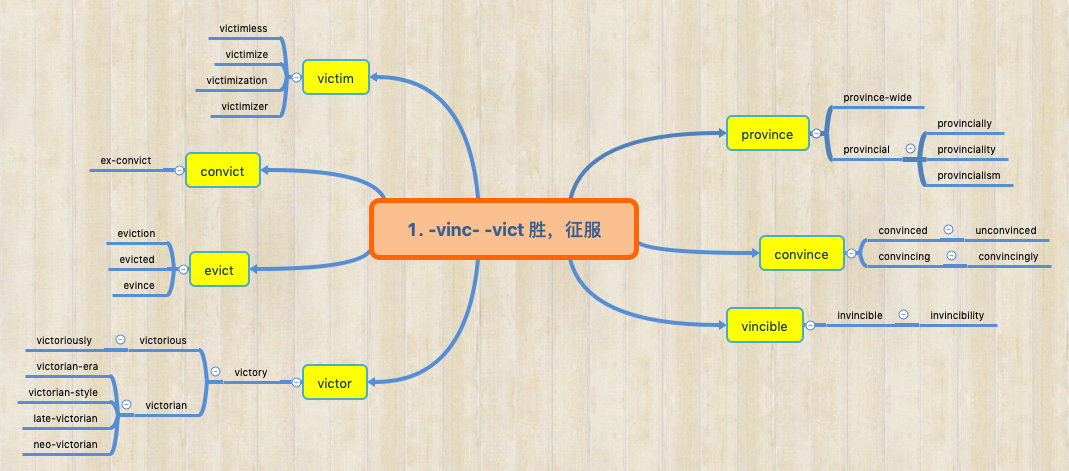 1. -vinc- -vict 胜，征服
victim
victimless
victimize
victimization
victimizer
convict
ex-convict
evict
eviction
evicted
evince
victor
victory
victorious
victoriously
victorian
victorian-era
victorian-style
late-victorian
neo-victorian
province
province-wide
provincial
provincially
provinciality
provincialism
convince
convinced
unconvinced
convincing
convincingly
vincible
invincible
invincibility